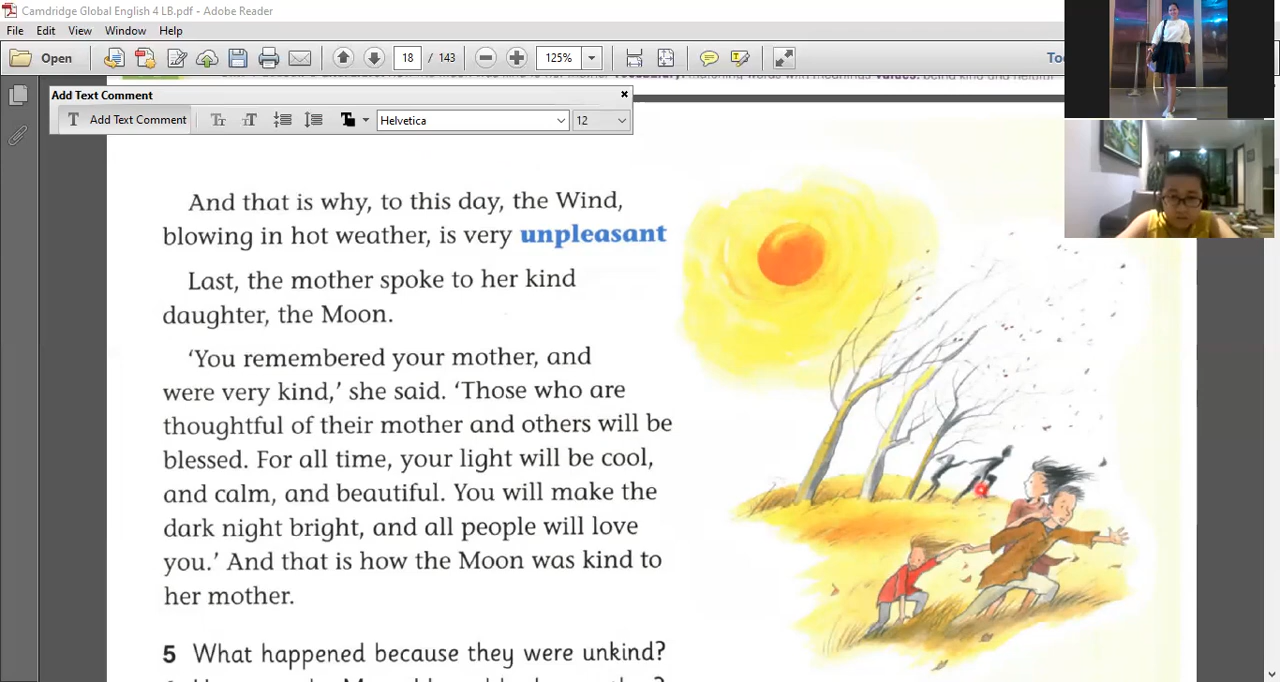 Camdridge Global English 4 LB.pdf - Adobe Reader
File Edit View Window Help
Open 18 / 143 125%
Add Text Comment
Add Text Comment Helvetica 12
And that is why, to this day, the Wind,
blowing in hot weather, is very unpleasant
Last, the mother spoke to her kind
daughter, the Moon.
‘You remembered your mother, and
were very kind,’ she said. ‘Those who are
thoughtful of their mother and others will be
blessed. For all time, your light will be cool,
and calm, and beautiful. You will make the
dark night bright, and all people will love
you.’ And that is how the Moon was kind to
her mother.
5 What happened because they were unkind?